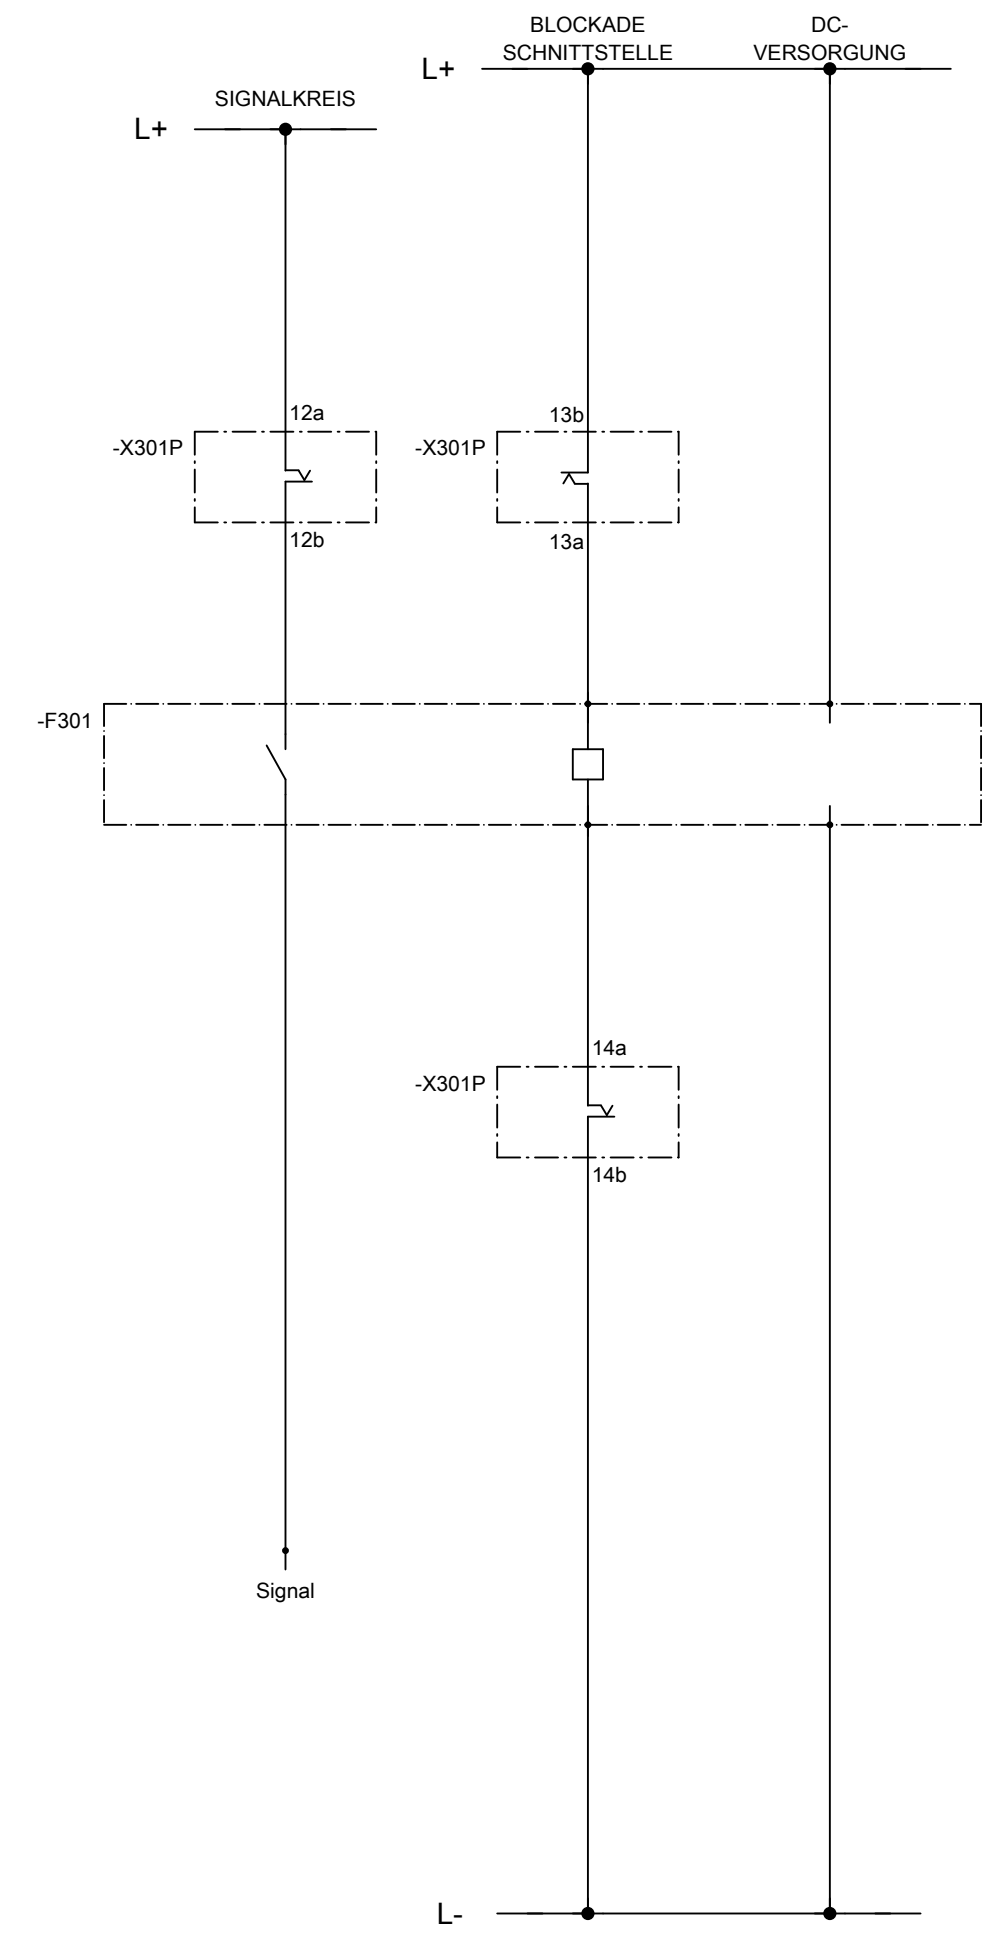 BLOCKADE
SCHNITTSTELLE
DC-
VERSORGUNG
L+
SIGNALKREIS
L+
12a
-X301P
12b
13b
-X301P
13a
-F301
14a
-X301P
14b
Signal
L-